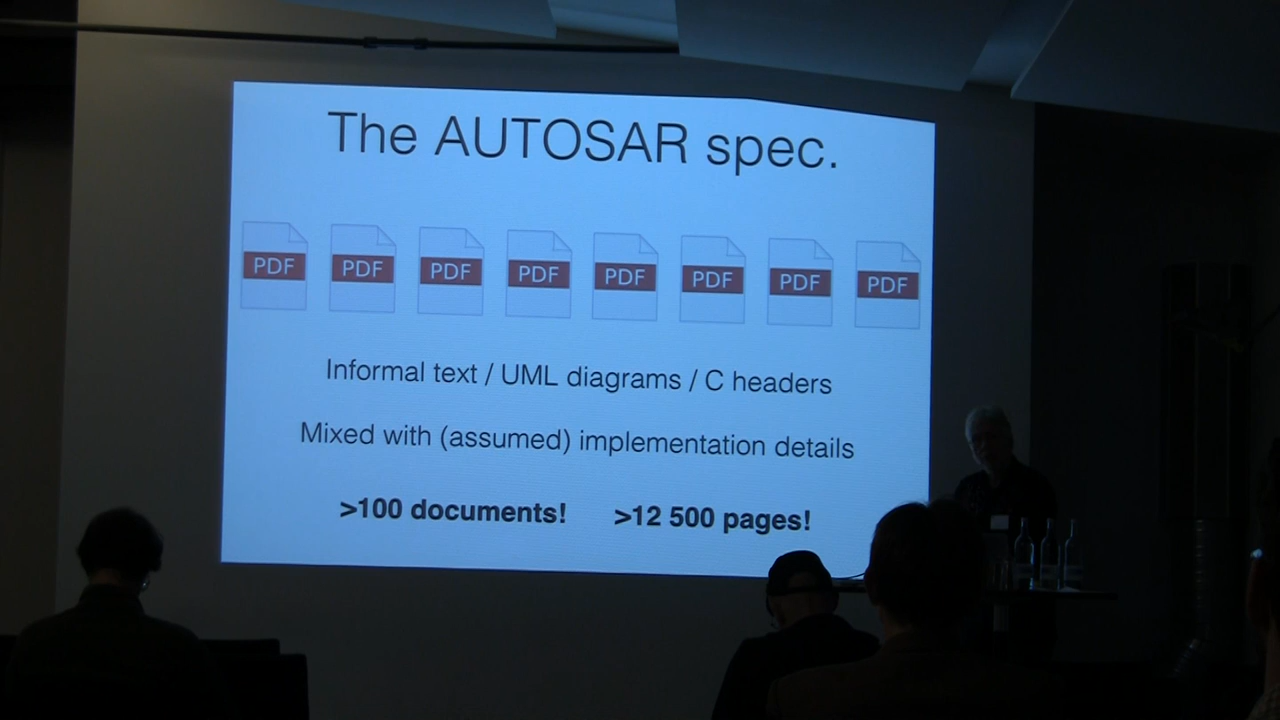 The AUTOSAR spec.
PDF PDF PDF PDF PDF PDF PDF PDF
Informal text / UML diagrams / C headers
Mixed with (assumed) implementation details
>100 documents! >12 500 pages!